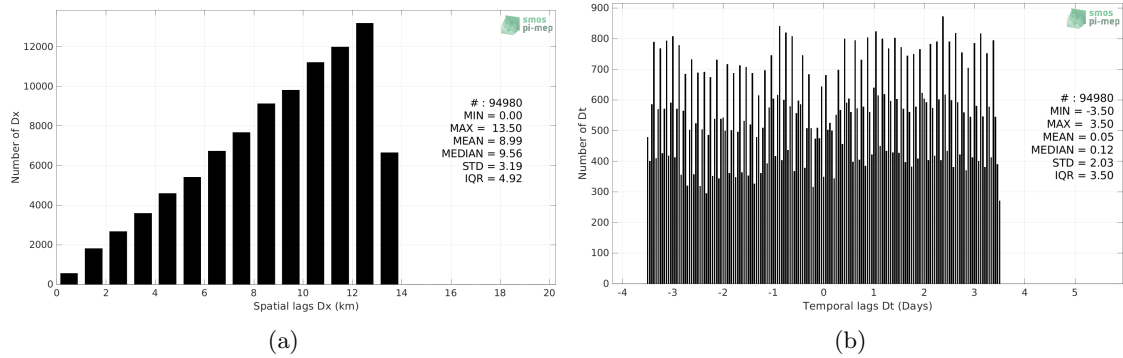 smos
pi-mep
12000
10000
8000
6000
4000
2000
0
Number of Dx
# : 94980
MIN = 0.00
MAX = 13.50
MEAN = 8.99
MEDIAN = 9.56
STD = 3.19
IQR = 4.92
0 2 4 6 8 10 12 14 16 18 20
Spatial lags Dx (km)
(a)
smos
pi-mep
900
800
700
600
500
400
300
200
100
0
Number of Dt
# : 94980
MIN = -3.50
MAX = 3.50
MEAN = 0.05
MEDIAN = 0.12
STD = 2.03
IQR = 3.50
-4 -3 -2 -1 0 1 2 3 4 5
Temporal lags Dt (Days)
(b)